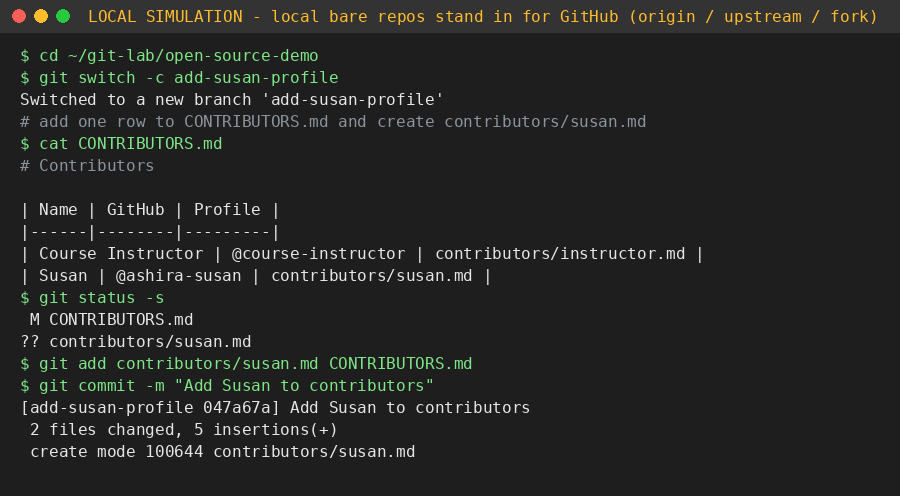 LOCAL SIMULATION - local bare repos stand in for GitHub (origin / upstream / fork)
$ cd ~/git-lab/open-source-demo
$ git switch -c add-susan-profile
Switched to a new branch 'add-susan-profile'
# add one row to CONTRIBUTORS.md and create contributors/susan.md
$ cat CONTRIBUTORS.md
# Contributors
| Name | GitHub | Profile |
|------|--------|---------|
| Course Instructor | @course-instructor | contributors/instructor.md |
| Susan | @ashira-susan | contributors/susan.md |
$ git status -s
 M CONTRIBUTORS.md
?? contributors/susan.md
$ git add contributors/susan.md CONTRIBUTORS.md
$ git commit -m "Add Susan to contributors"
[add-susan-profile 047a67a] Add Susan to contributors
 2 files changed, 5 insertions(+)
 create mode 100644 contributors/susan.md